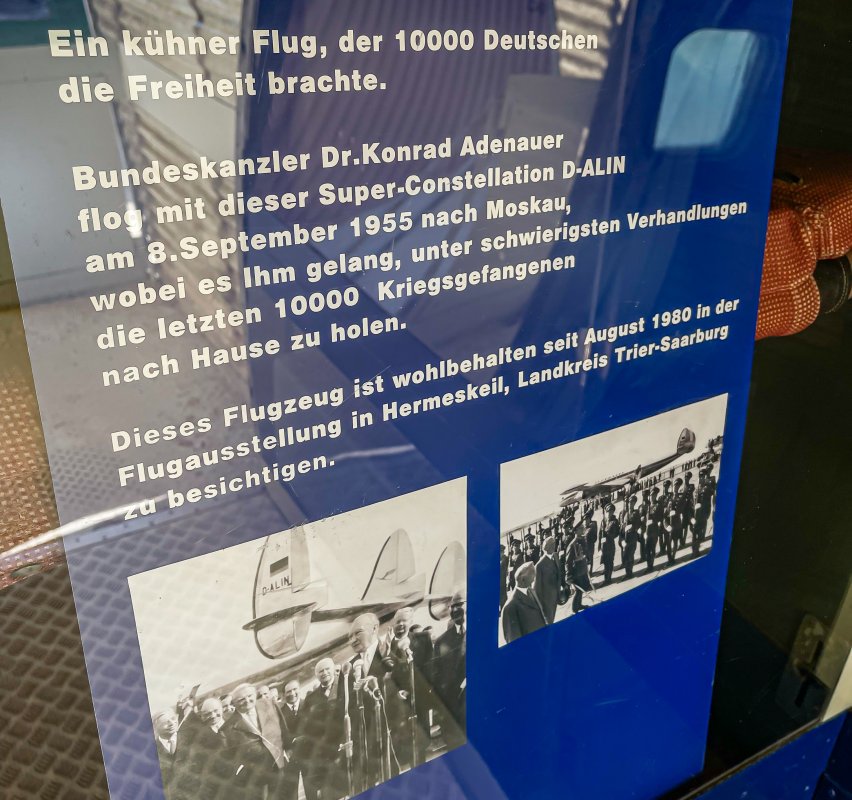 Ein kühner Flug, der 10000 Deutschen
die Freiheit brachte.
Bundeskanzler Dr.Konrad Adenauer
flog mit dieser Super-Constellation D-ALIN
am 8.September 1955 nach Moskau,
wobei es Ihm gelang, unter schwierigsten Verhandlungen
die letzten 10000 Kriegsgefangenen
nach Hause zu holen.
Dieses Flugzeug ist wohlbehalten seit August 1980 in der
Flugausstellung in Hermeskeil, Landkreis Trier-Saarburg
zu besichtigen.
D-ALIN